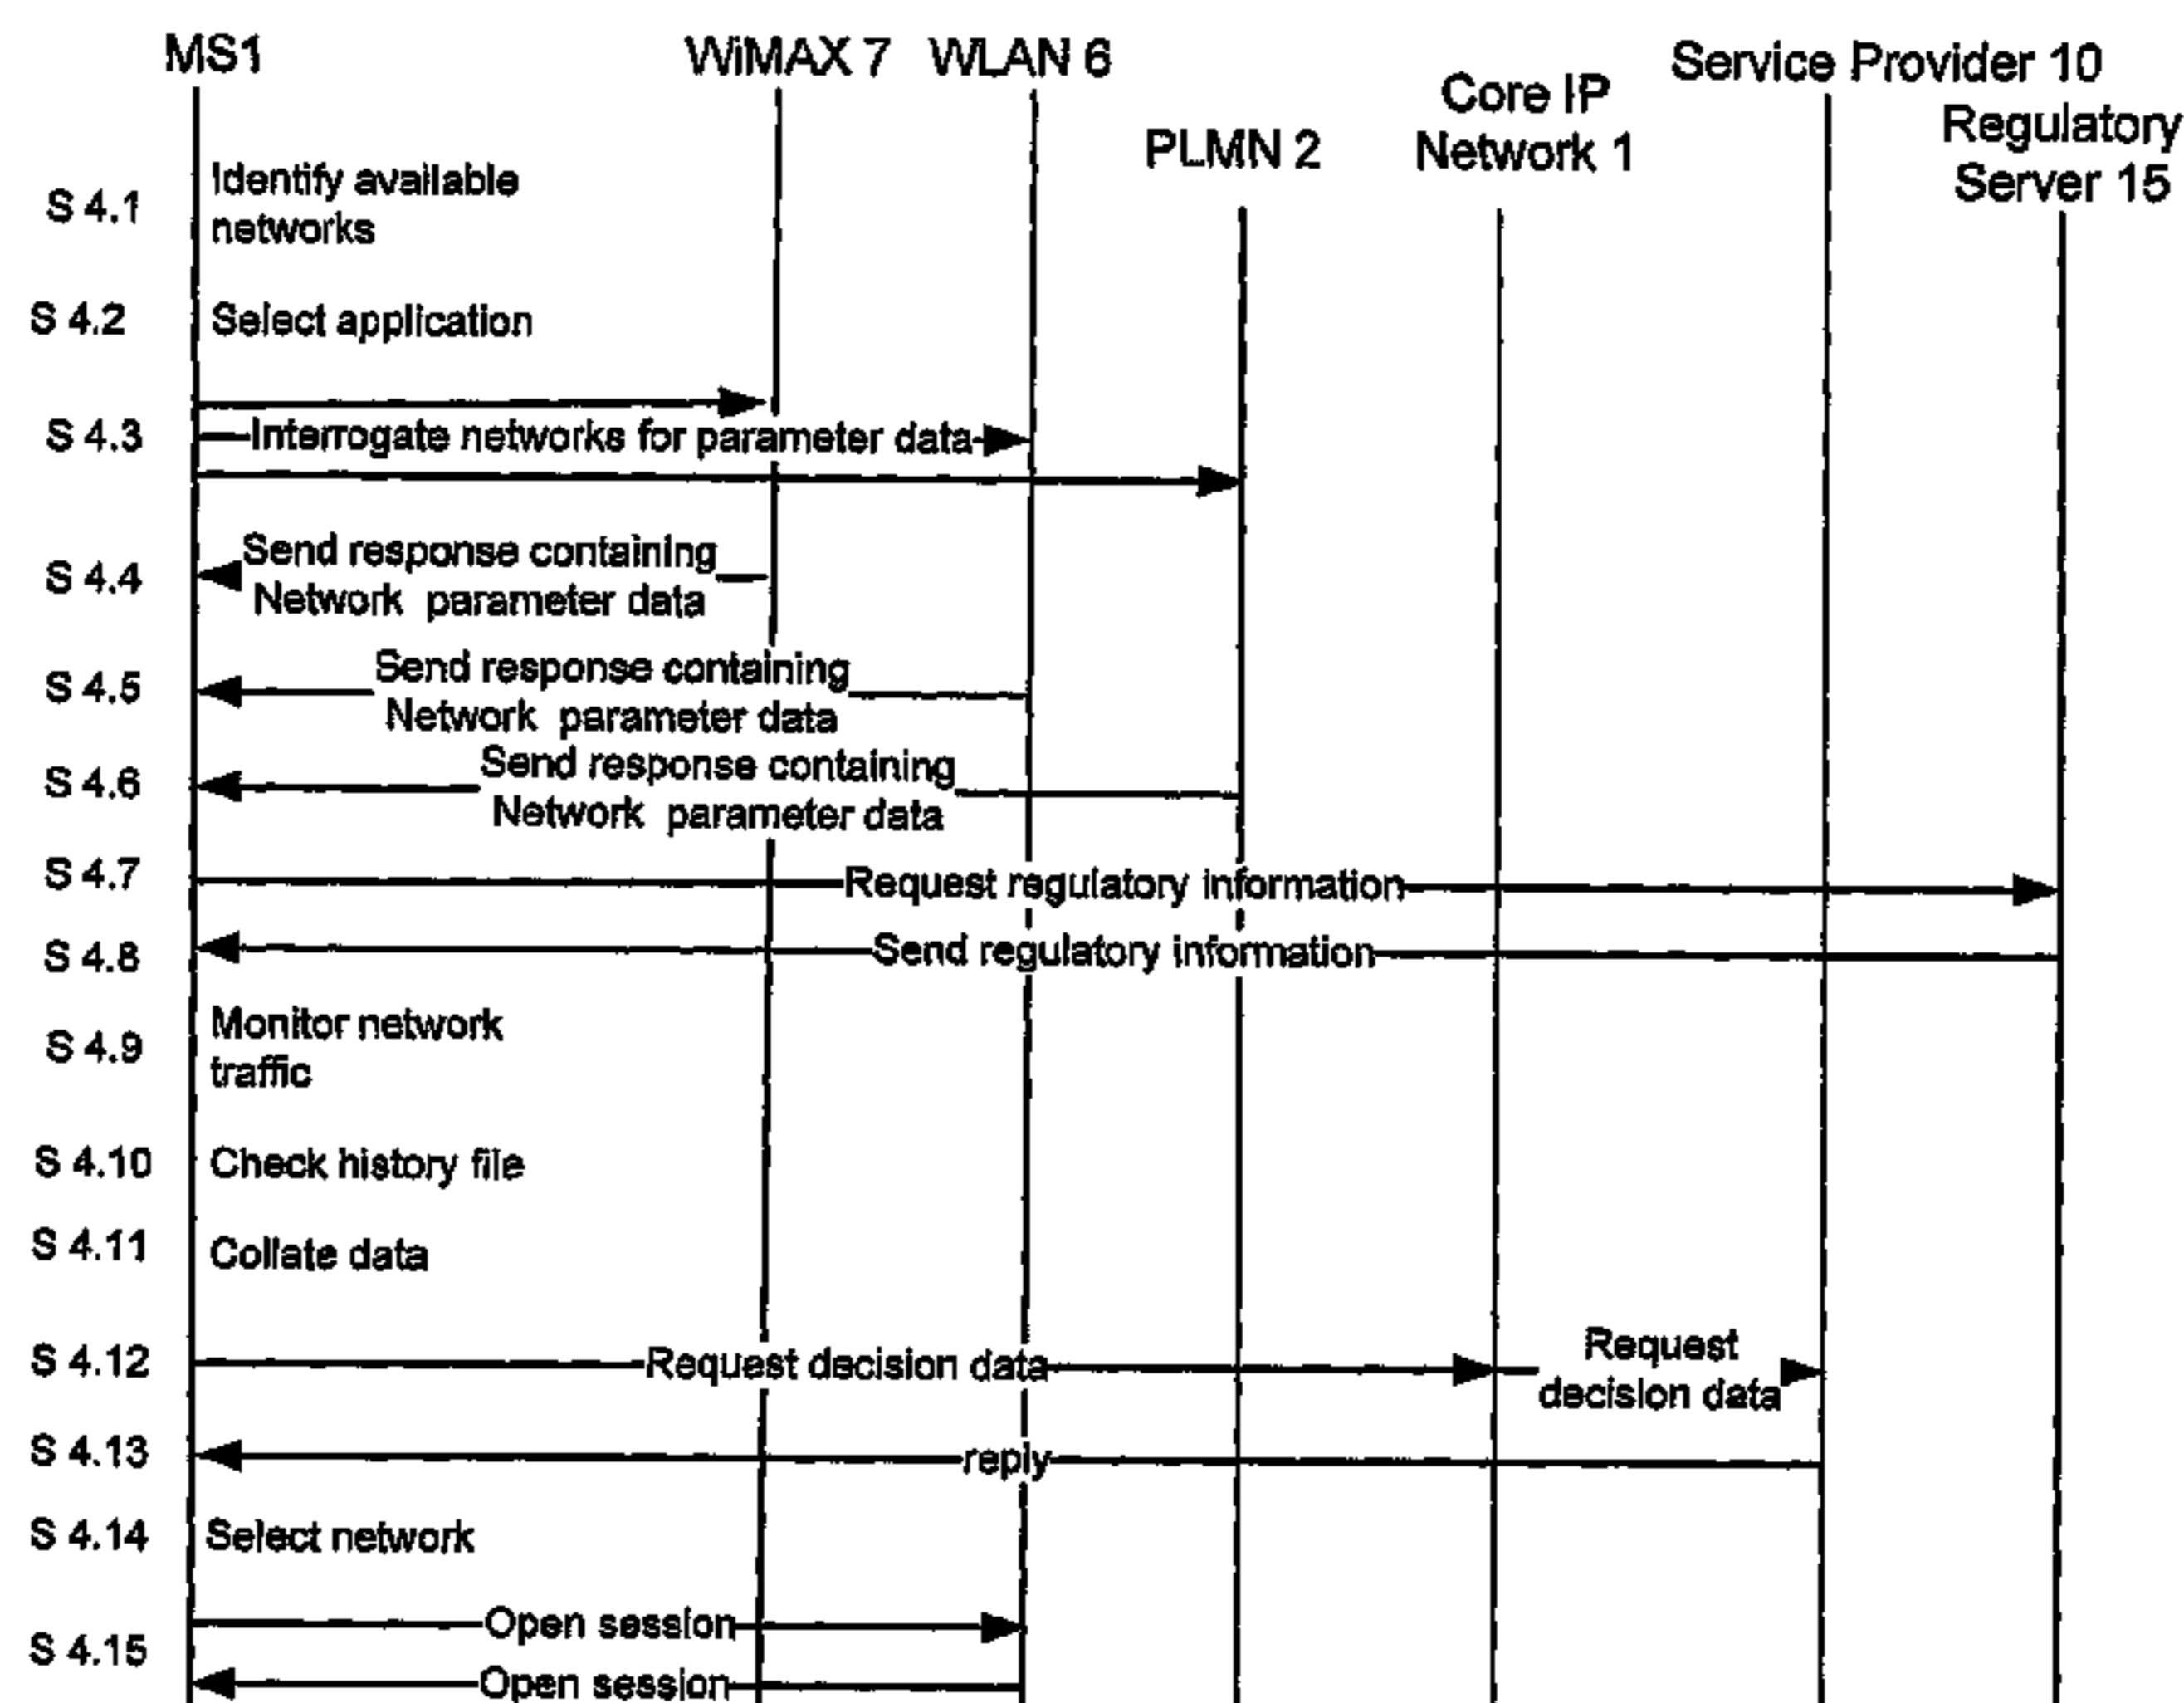 MS1
WiMAX 7
WLAN 6
PLMN 2
Core IP
Network 1
Service Provider 10
Regulatory
Server 15
S 4.1
Identify available
networks
S 4.2
Select application
S 4.3
Interrogate networks for parameter data
S 4.4
Send response containing
Network parameter data
S 4.5
Send response containing
Network parameter data
S 4.6
Send response containing
Network parameter data
S 4.7
Request regulatory information
S 4.8
Send regulatory information
S 4.9
Monitor network
traffic
S 4.10
Check history file
S 4.11
Collate data
S 4.12
Request decision data
Request
decision data
S 4.13
reply
S 4.14
Select network
S 4.15
Open session
Open session